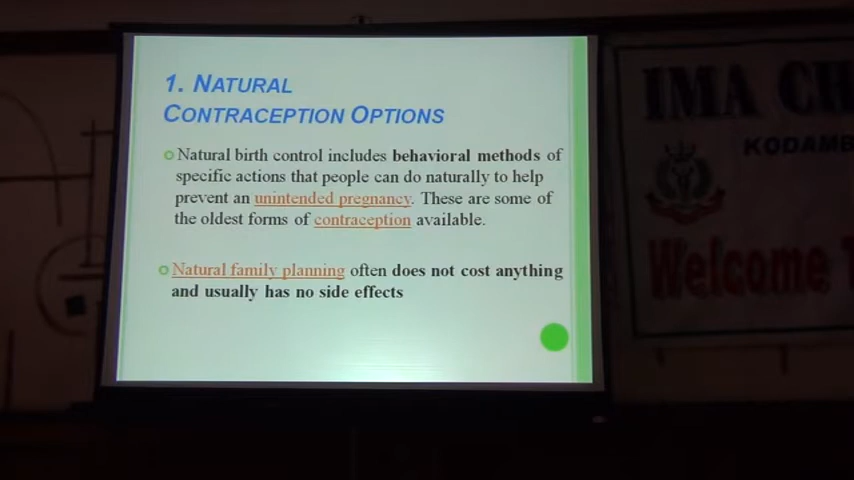 1. NATURAL
CONTRACEPTION OPTIONS
Natural birth control includes behavioral methods of
specific actions that people can do naturally to help
prevent an unintended pregnancy. These are some of
the oldest forms of contraception available.
Natural family planning often does not cost anything
and usually has no side effects
IMA CH
KODAMB
Welcome T